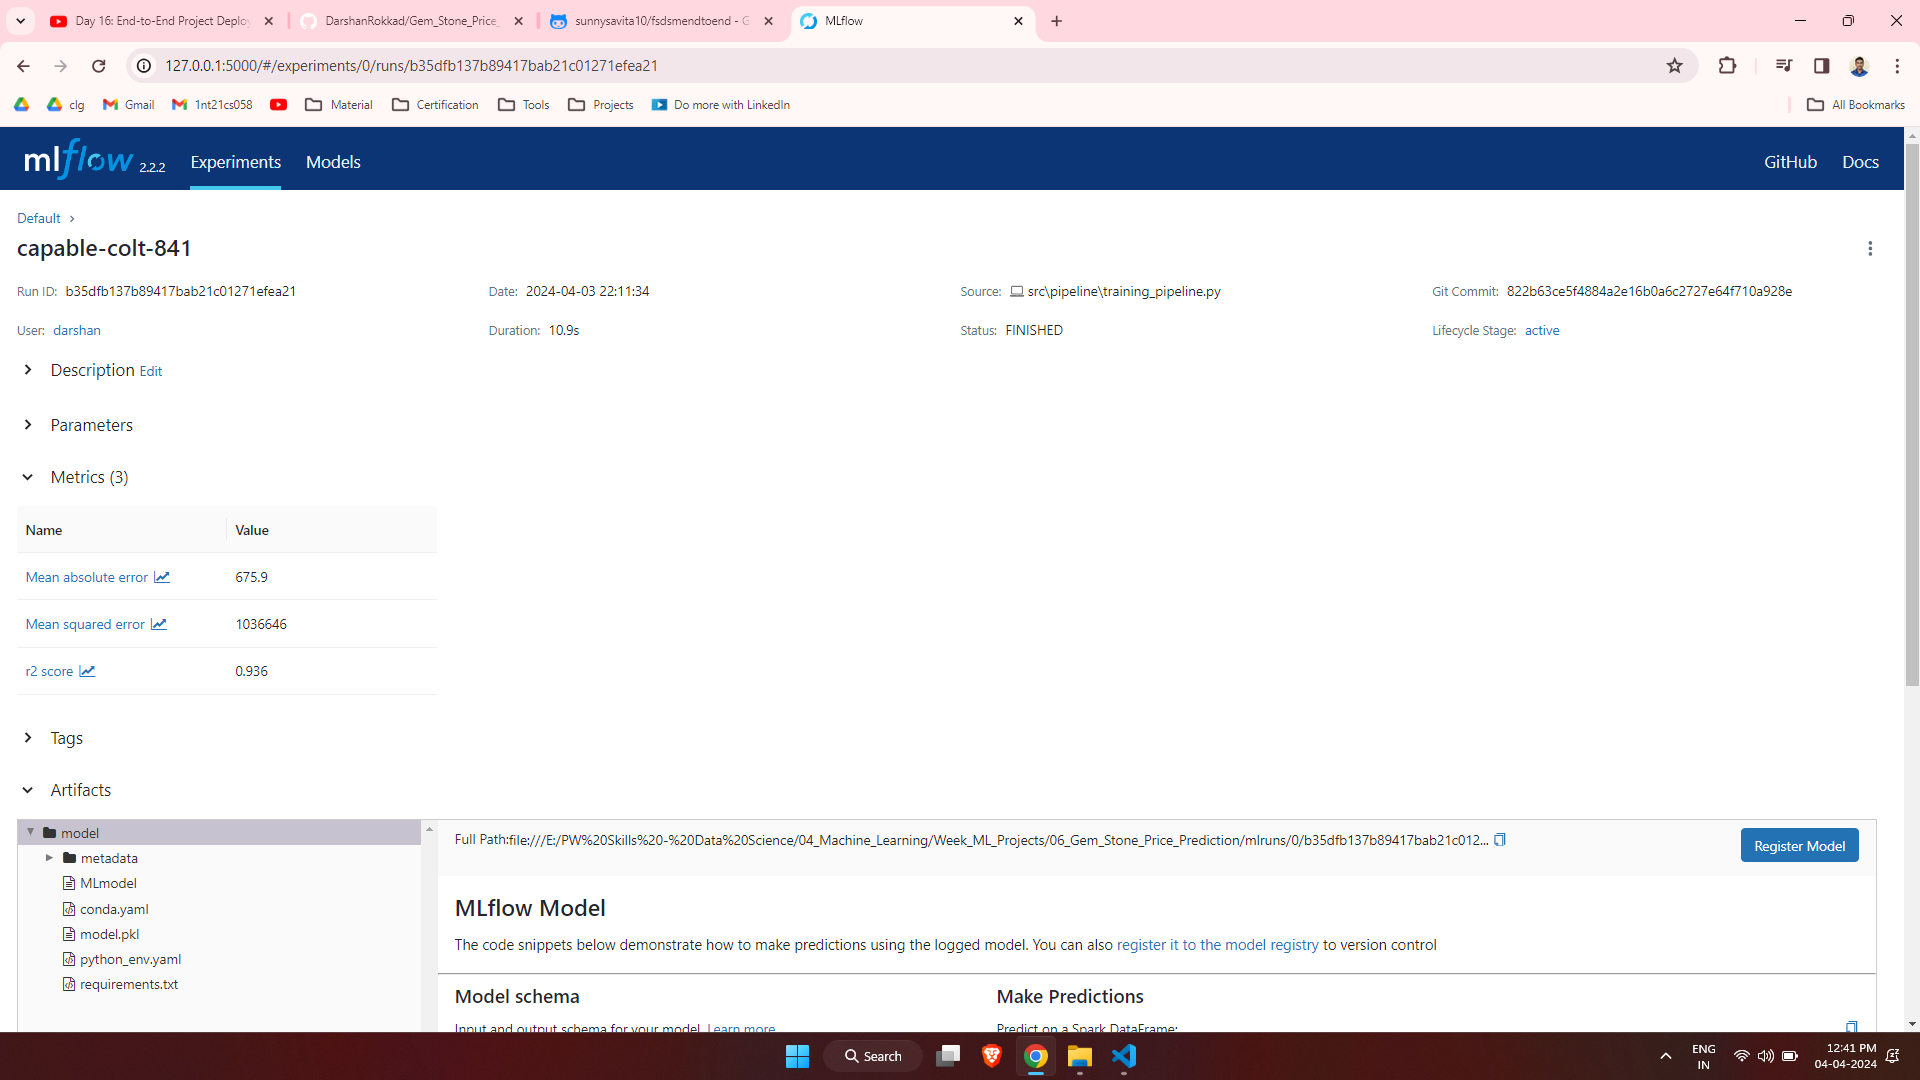 Day 16: End-to-End Project Deploy
DarshanRokkad/Gem_Stone_Price_
sunnysavita10/fsdsmendtoend - G
MLflow
127.0.0.1:5000/#/experiments/0/runs/b35dfb137b89417bab21c01271efea21
clg
Gmail
1nt21cs058
Material
Certification
Tools
Projects
Do more with LinkedIn
All Bookmarks
mlflow 2.2.2
Experiments
Models
GitHub
Docs
Default
capable-colt-841
Run ID: b35dfb137b89417bab21c01271efea21
Date: 2024-04-03 22:11:34
Source: src\pipeline\training_pipeline.py
Git Commit: 822b63ce5f4884a2e16b0a6c2727e64f710a928e
User: darshan
Duration: 10.9s
Status: FINISHED
Lifecycle Stage: active
Description Edit
Parameters
Metrics (3)
Name Value
Mean absolute error 675.9
Mean squared error 1036646
r2 score 0.936
Tags
Artifacts
model
metadata
MLmodel
conda.yaml
model.pkl
python_env.yaml
requirements.txt
Full Path:file:///E:/PW%20Skills%20-%20Data%20Science/04_Machine_Learning/Week_ML_Projects/06_Gem_Stone_Price_Prediction/mlruns/0/b35dfb137b89417bab21c012...
Register Model
MLflow Model
The code snippets below demonstrate how to make predictions using the logged model. You can also register it to the model registry to version control
Model schema
Input and output schema for your model. Learn more
Make Predictions
Predict on a Spark DataFrame:
Search
ENG
IN
12:41 PM
04-04-2024